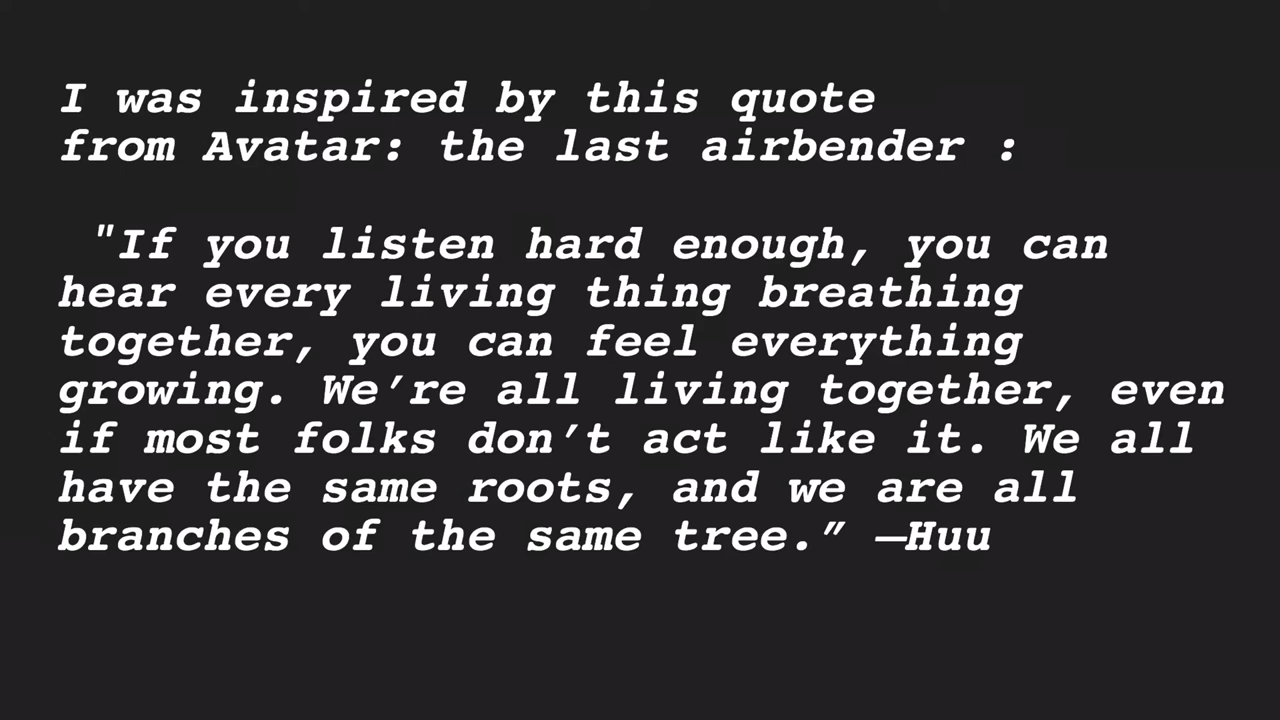 I was inspired by this quote
from Avatar: the last airbender :
"If you listen hard enough, you can
hear every living thing breathing
together, you can feel everything
growing. We’re all living together, even
if most folks don’t act like it. We all
have the same roots, and we are all
branches of the same tree.” —Huu